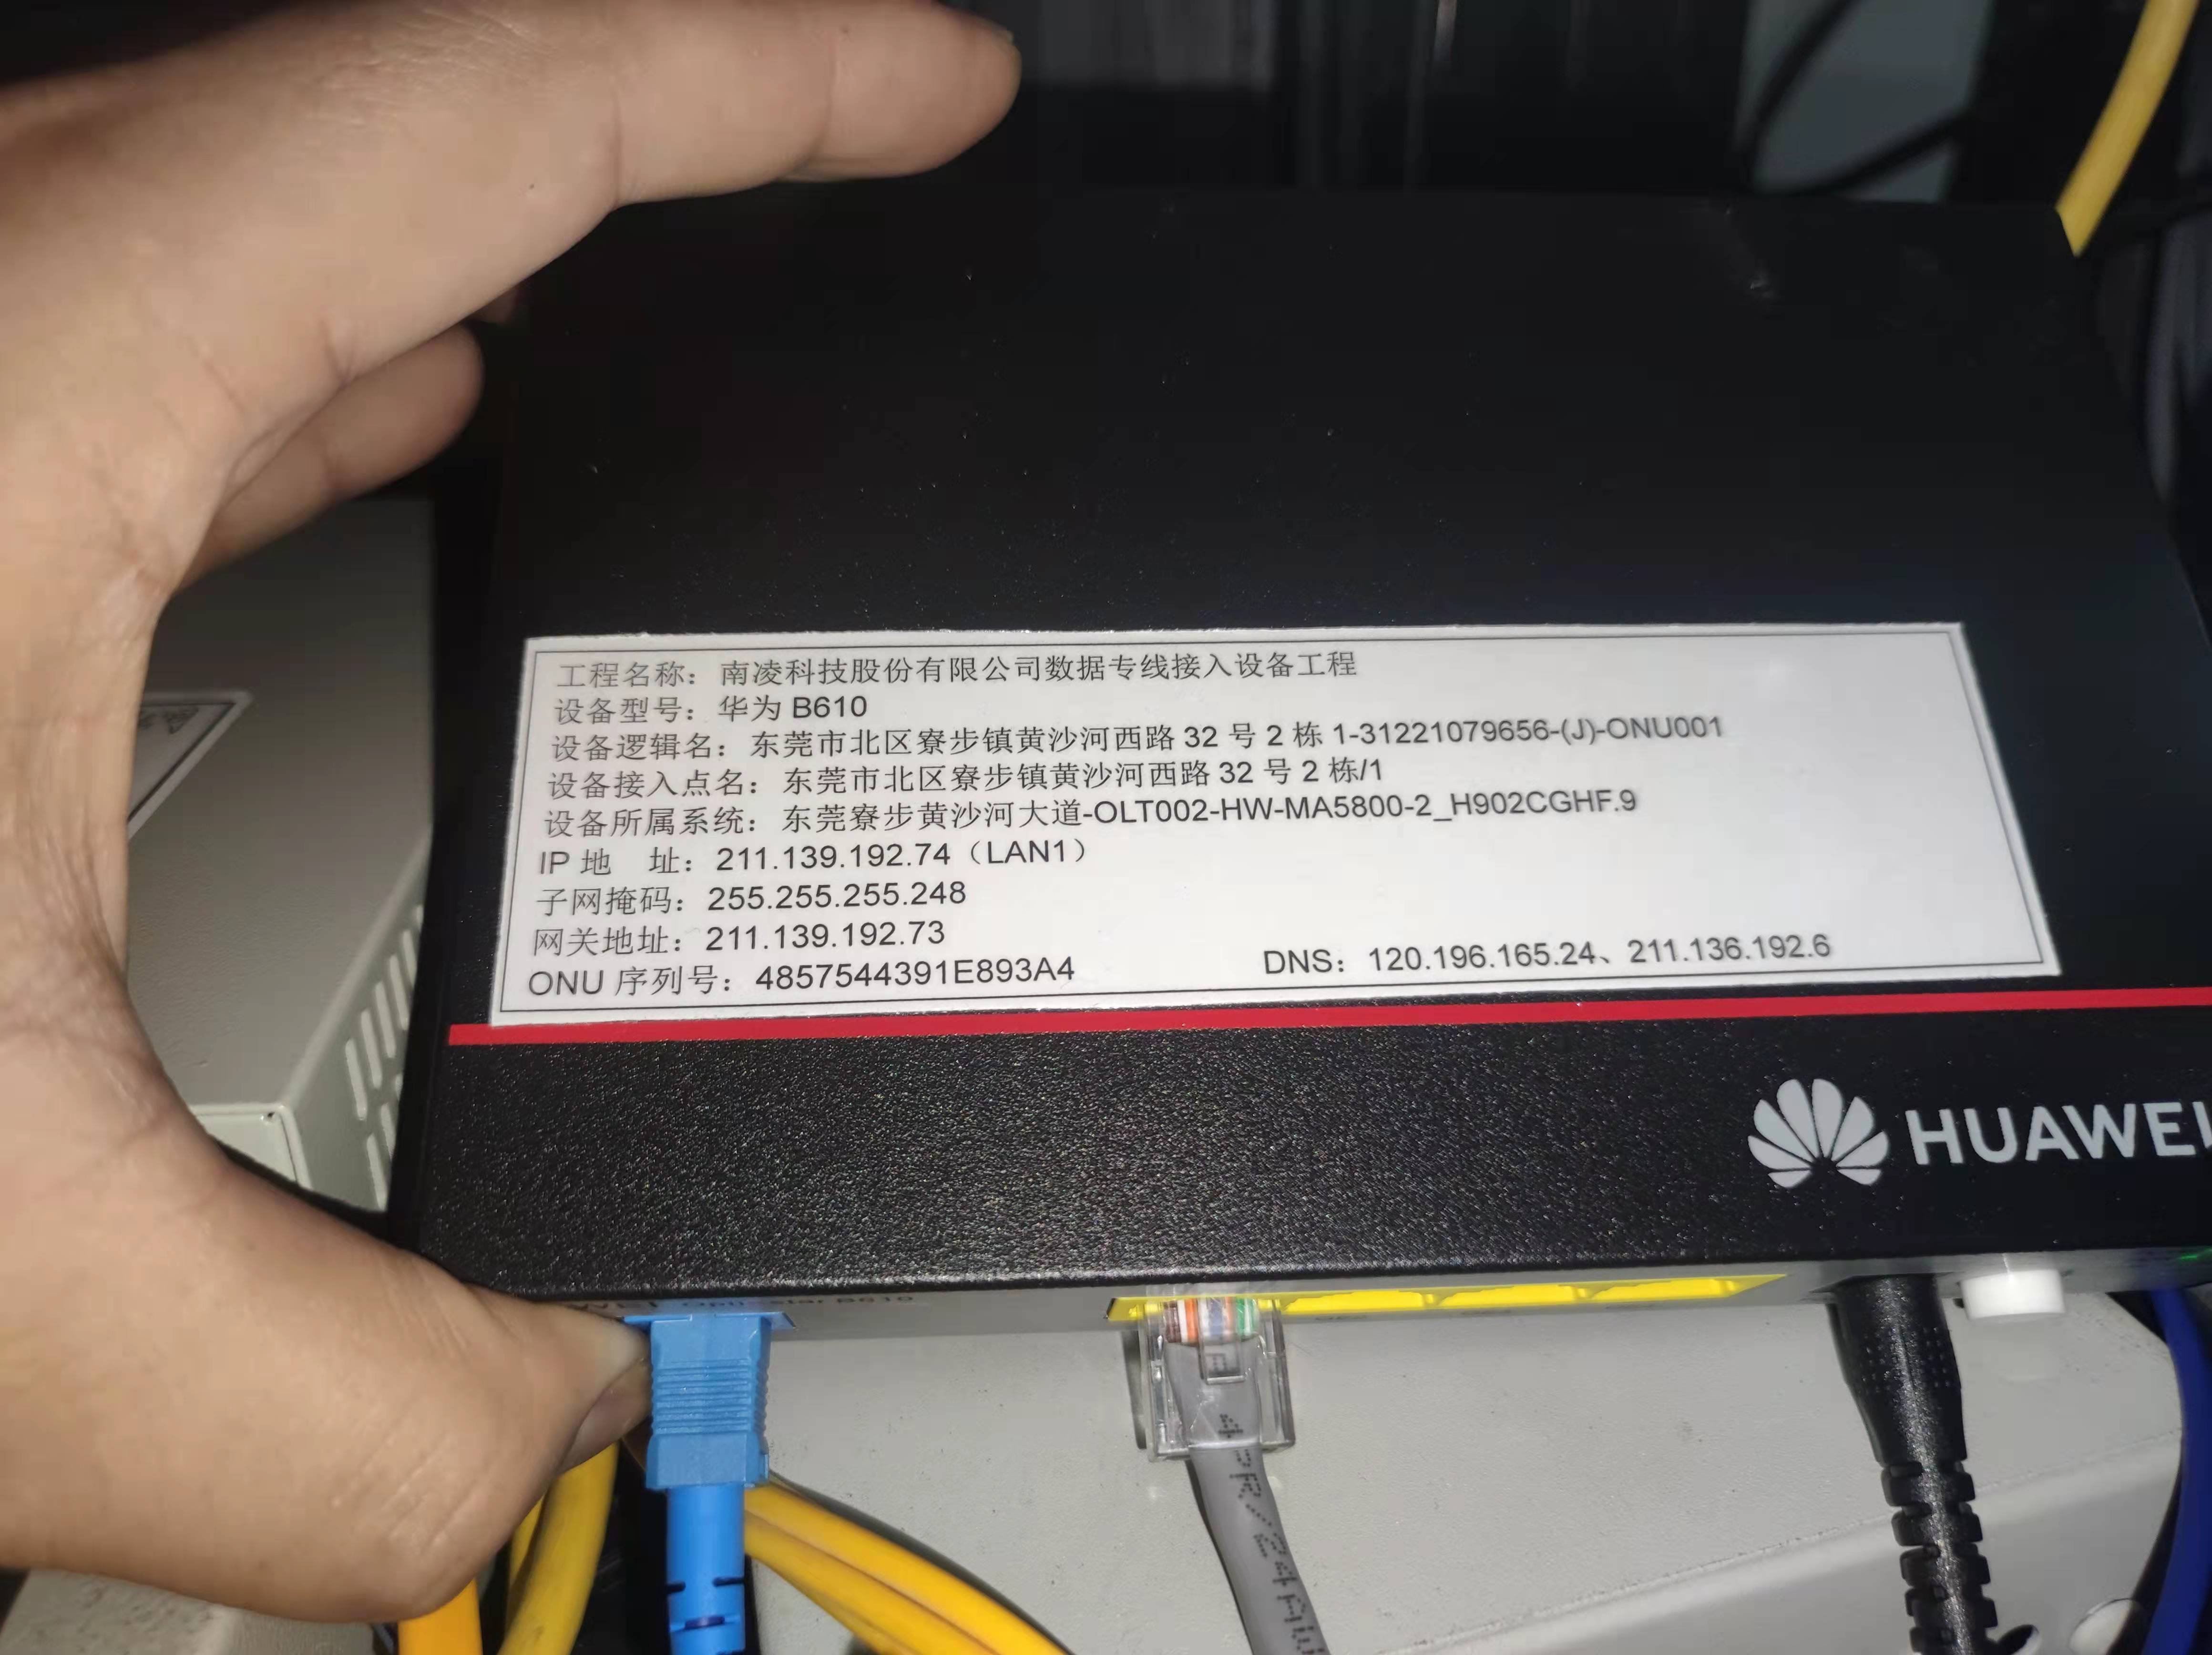 工程名称：南凌科技股份有限公司数据专线接入设备工程
设备型号：华为 B610
设备逻辑名：东莞市北区寮步镇黄沙河西路 32 号 2 栋 1-31221079656-(J)-ONU001
设备接入点名：东莞市北区寮步镇黄沙河西路 32 号 2 栋/1
设备所属系统：东莞寮步黄沙河大道-OLT002-HW-MA5800-2_H902CGHF.9
IP 地 址：211.139.192.74（LAN1）
子网掩码：255.255.255.248
网关地址：211.139.192.73
ONU 序列号：4857544391E893A4 DNS：120.196.165.24、211.136.192.6
HUAWEI
4PR/24AW